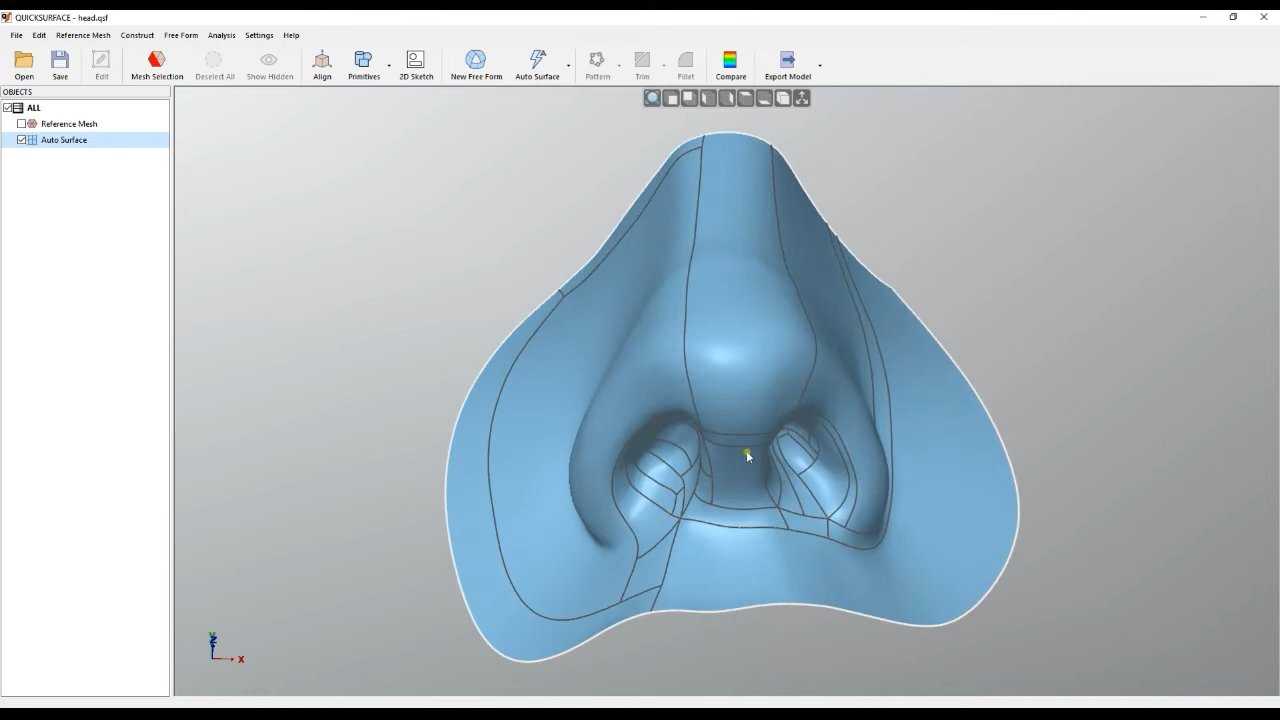 QUICKSURFACE - head.qsf
File Edit Reference Mesh Construct Free Form Analysis Settings Help
Open Save Edit Mesh Selection Deselect All Show Hidden Align Primitives 2D Sketch New Free Form Auto Surface Pattern Trim Fillet Compare Export Model
OBJECTS
ALL
Reference Mesh
Auto Surface
X